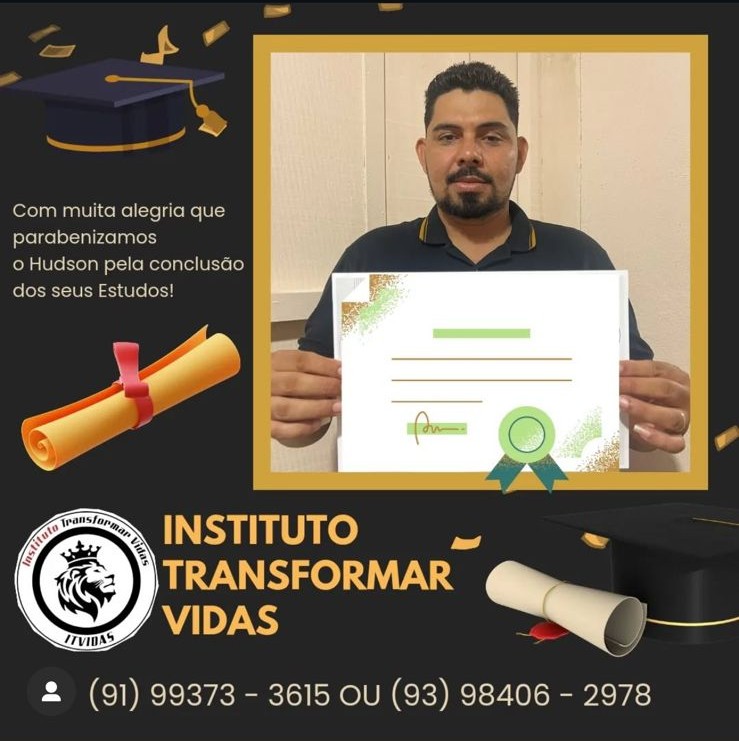 Com muita alegria que
parabenizamos
o Hudson pela conclusão
dos seus Estudos!
Instituto Transformar Vidas
ITVIDAS
INSTITUTO
TRANSFORMAR
VIDAS
(91) 99373 - 3615 OU (93) 98406 - 2978